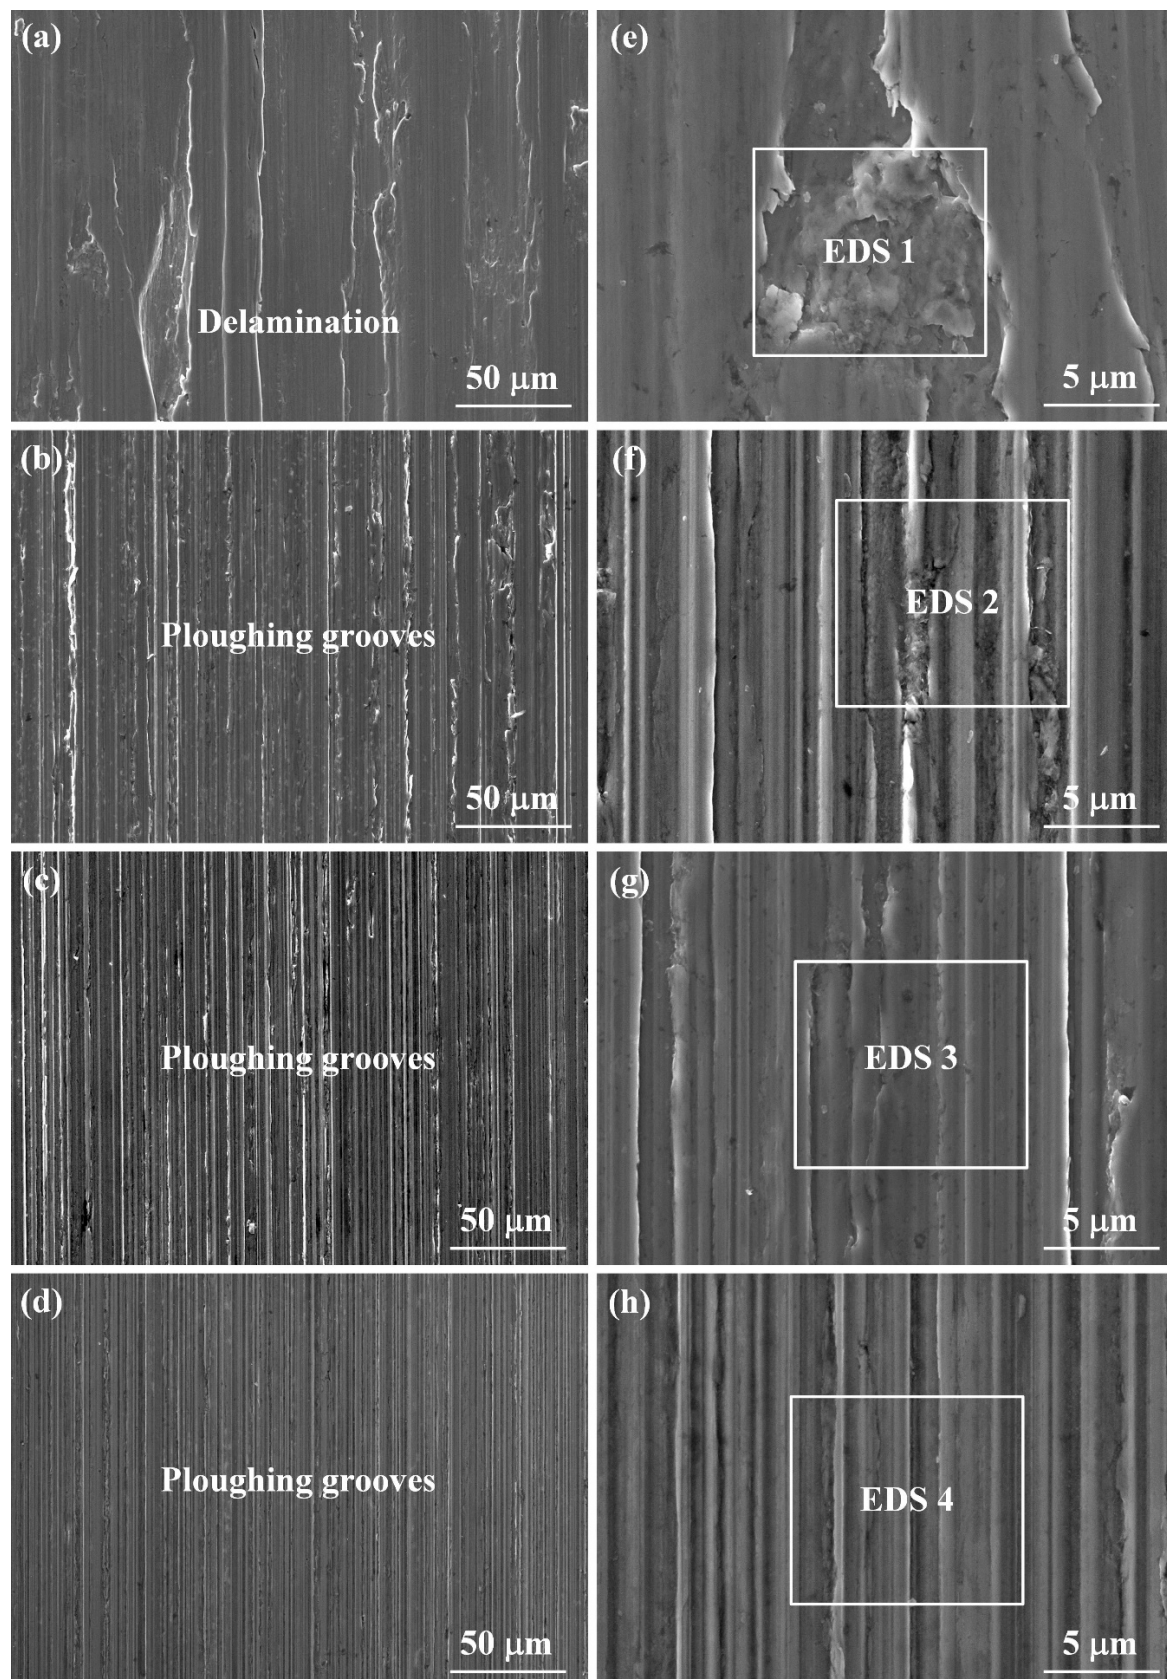 (a)
Delamination
50 μm
(e)
EDS 1
5 μm
(b)
Ploughing grooves
50 μm
(f)
EDS 2
5 μm
(c)
Ploughing grooves
50 μm
(g)
EDS 3
5 μm
(d)
Ploughing grooves
50 μm
(h)
EDS 4
5 μm